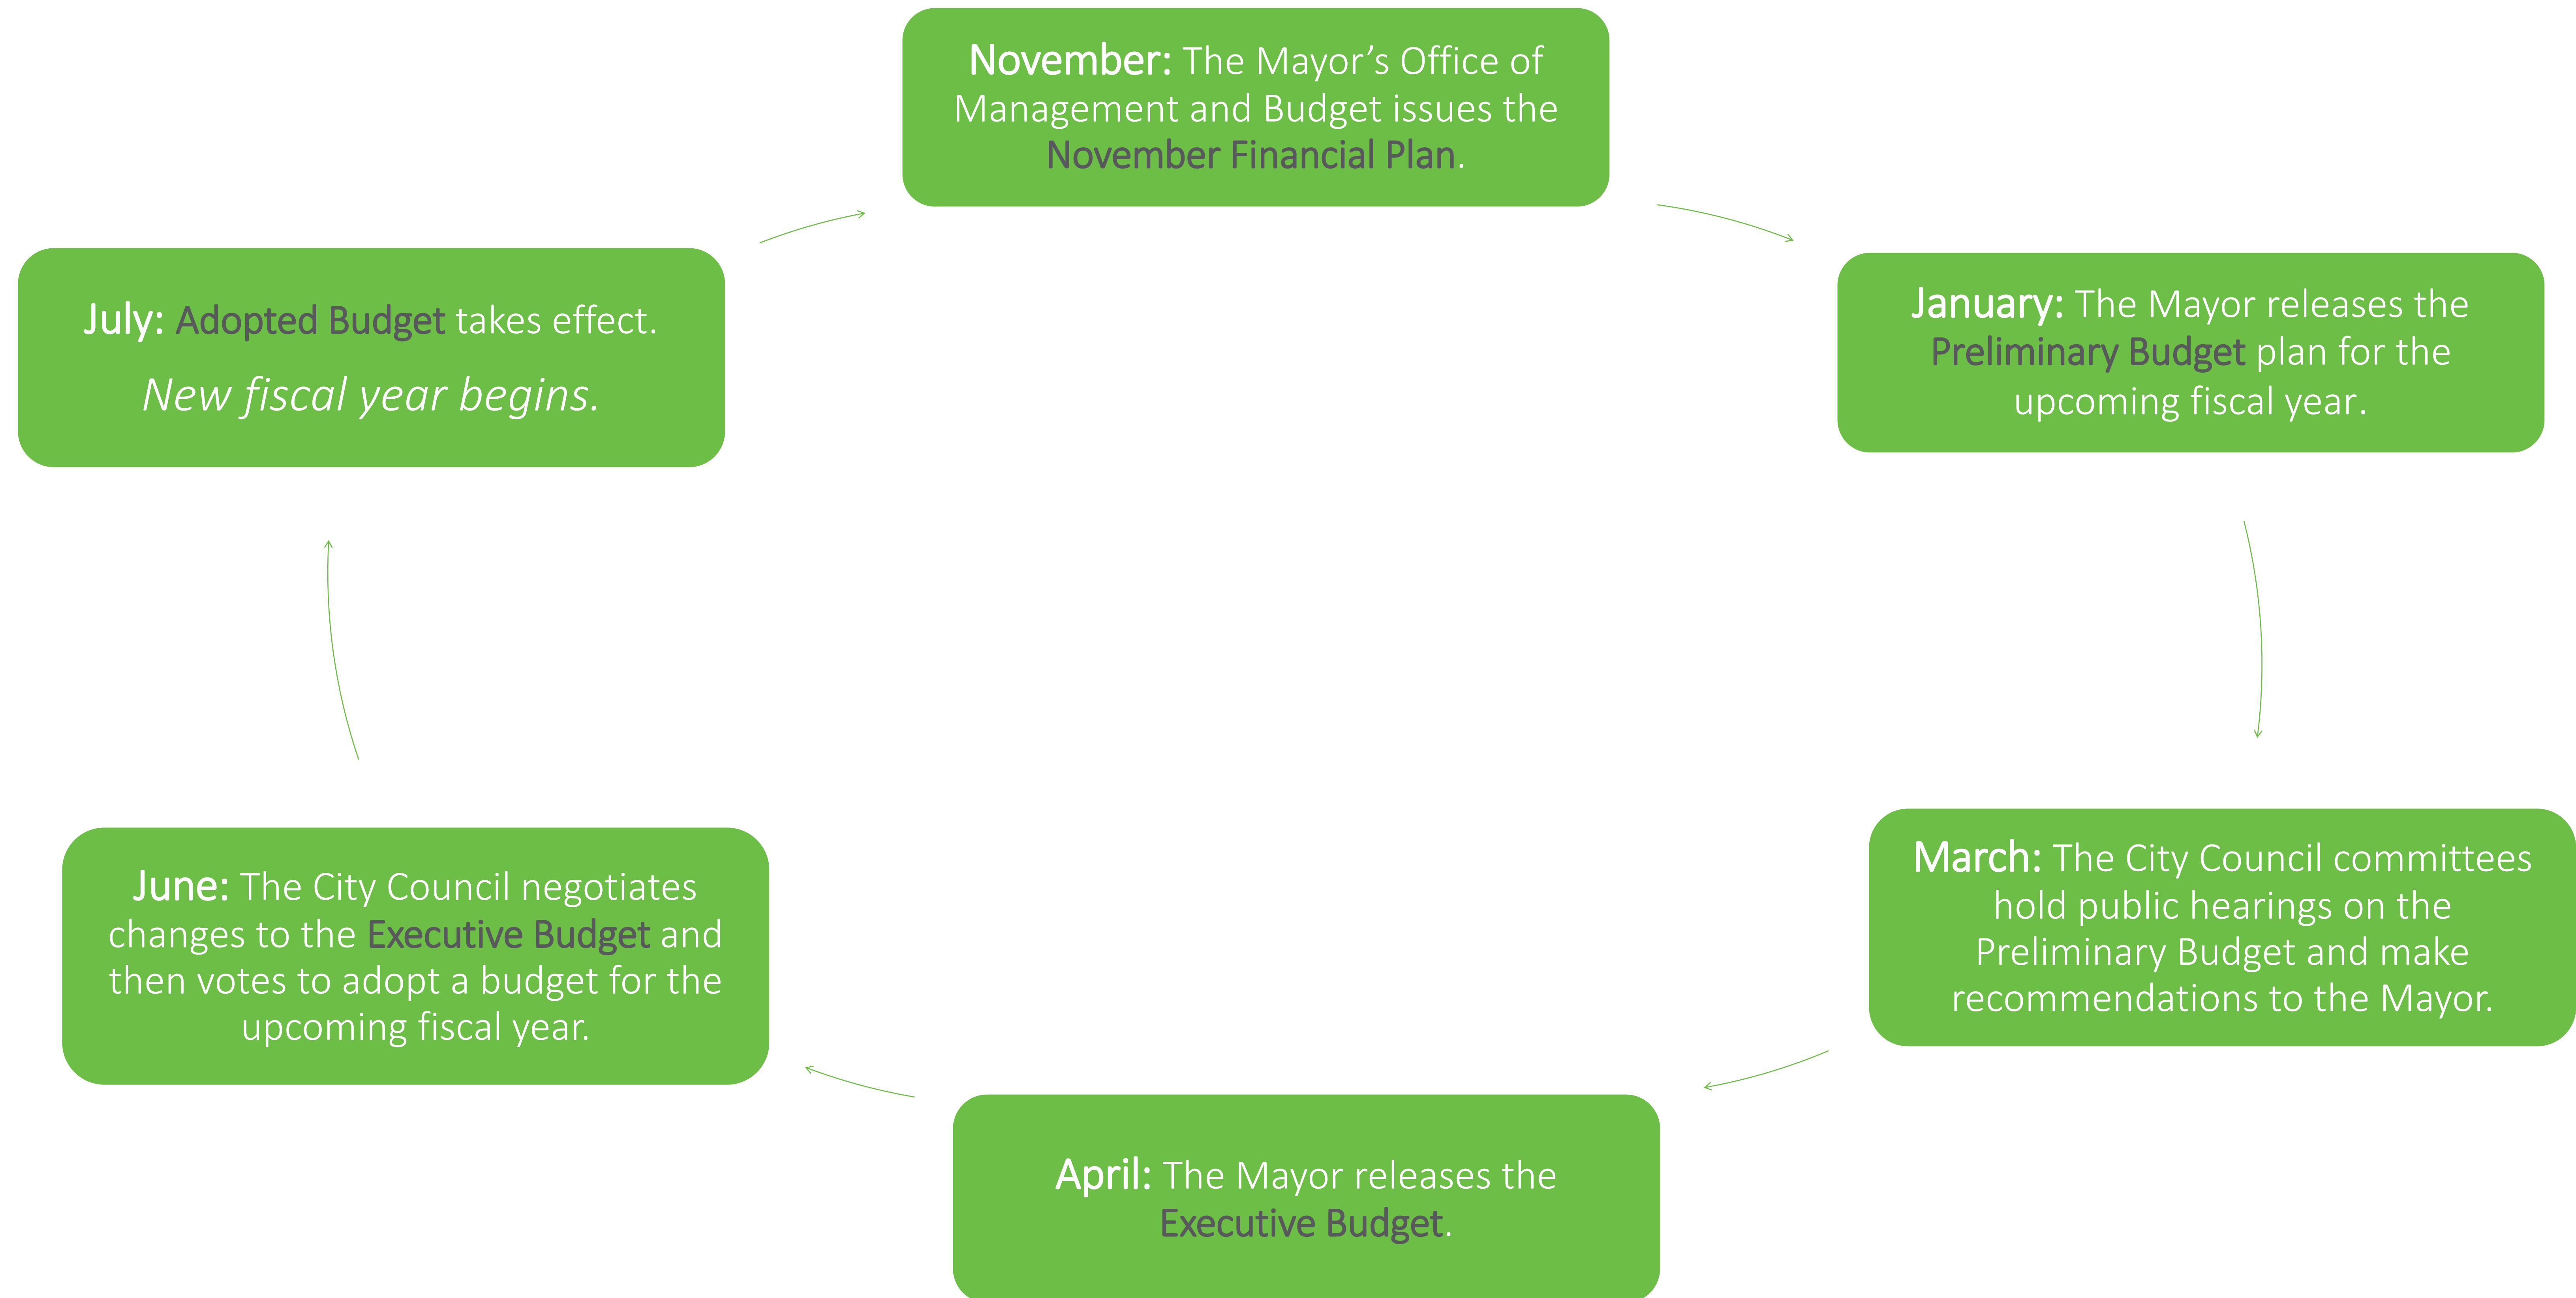 November: The Mayor’s Office of
Management and Budget issues the
November Financial Plan.
January: The Mayor releases the
Preliminary Budget plan for the
upcoming fiscal year.
March: The City Council committees
hold public hearings on the
Preliminary Budget and make
recommendations to the Mayor.
April: The Mayor releases the
Executive Budget.
June: The City Council negotiates
changes to the Executive Budget and
then votes to adopt a budget for the
upcoming fiscal year.
July: Adopted Budget takes effect.
New fiscal year begins.